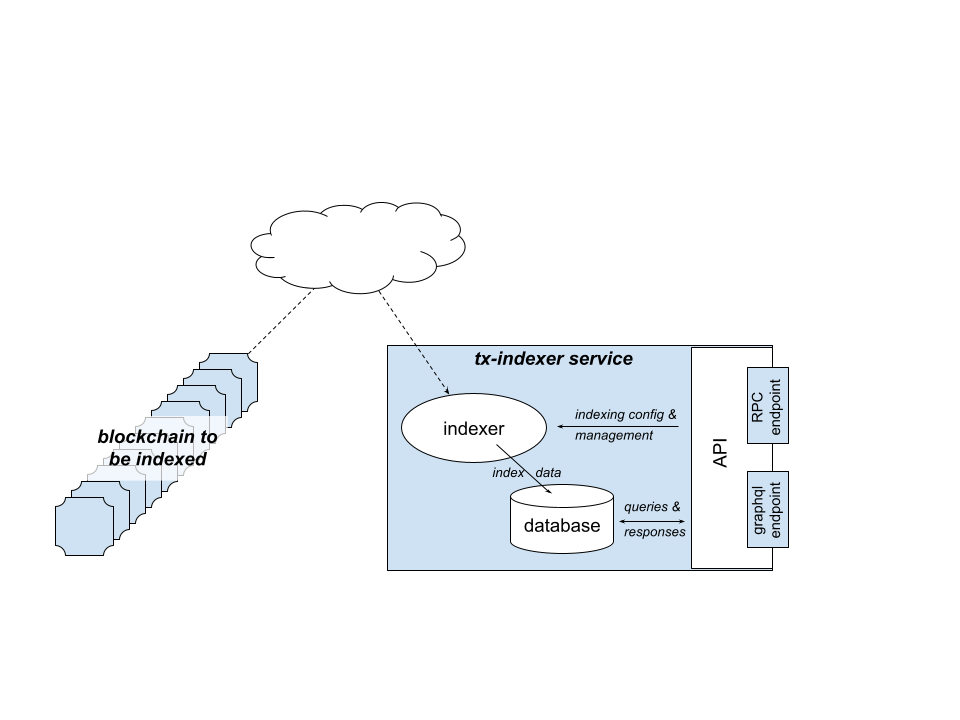 tx-indexer service
blockchain to
be indexed
indexer
indexing config &
management
index data
database
queries &
responses
API
RPC
endpoint
graphql
endpoint